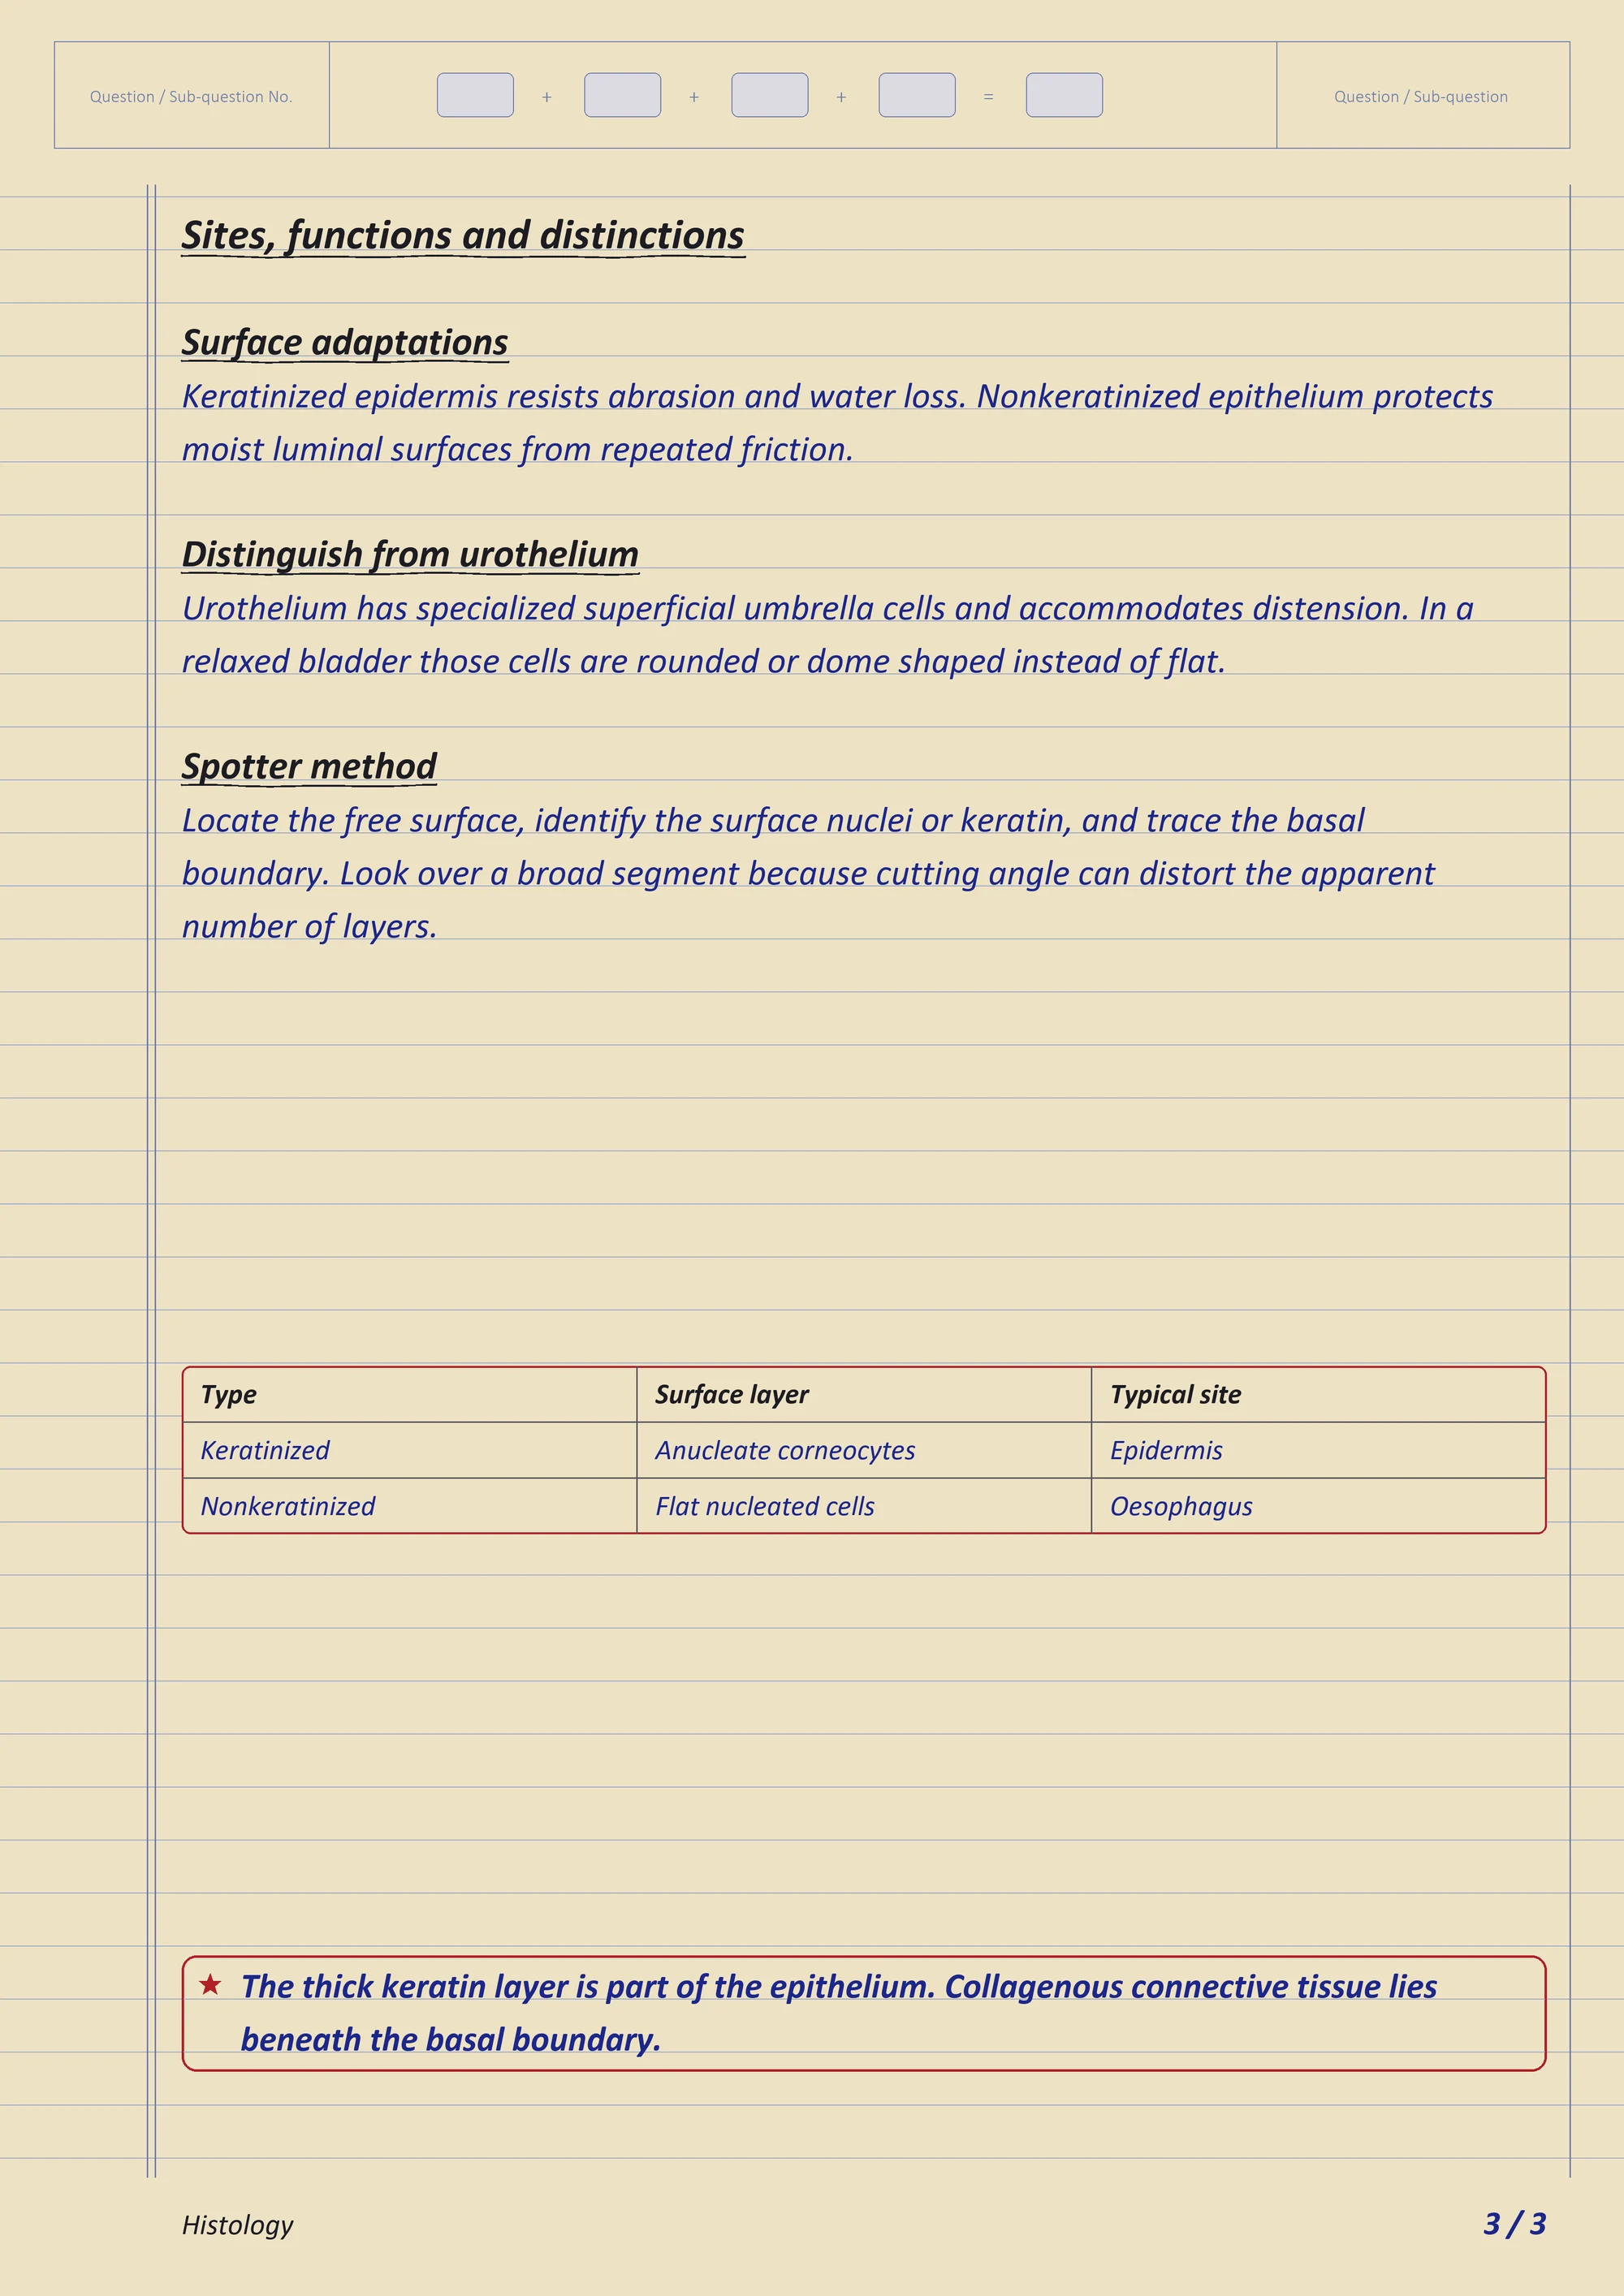 Question / Sub-question No.
+ + + =
Question / Sub-question
Sites, functions and distinctions
Surface adaptations
Keratinized epidermis resists abrasion and water loss. Nonkeratinized epithelium protects
moist luminal surfaces from repeated friction.
Distinguish from urothelium
Urothelium has specialized superficial umbrella cells and accommodates distension. In a
relaxed bladder those cells are rounded or dome shaped instead of flat.
Spotter method
Locate the free surface, identify the surface nuclei or keratin, and trace the basal
boundary. Look over a broad segment because cutting angle can distort the apparent
number of layers.
Type Surface layer Typical site
Keratinized Anucleate corneocytes Epidermis
Nonkeratinized Flat nucleated cells Oesophagus
★ The thick keratin layer is part of the epithelium. Collagenous connective tissue lies
beneath the basal boundary.
Histology 3 / 3